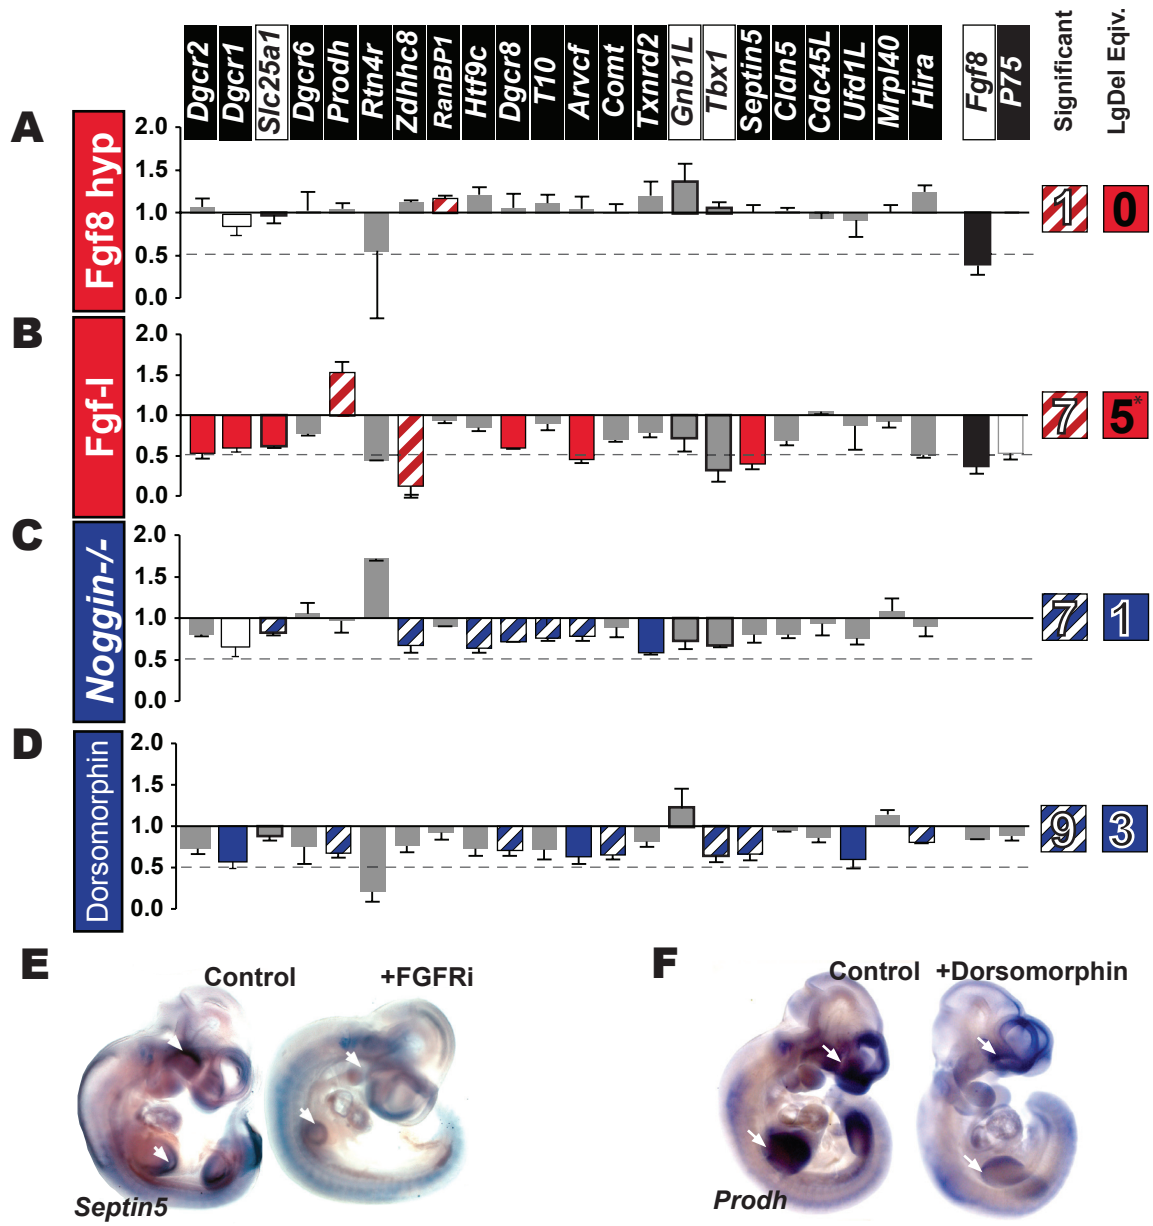 Dgcr2 Dgcr1 Slc25a1 Dgcr6 Prodh Rtn4r Zdhhc8 RanBP1 Htf9c Dgcr8 T10 Arvcf Comt Txnrd2 Gnb1L Tbx1 Septin5 Cldn5 Cdc45L Ufd1L Mrpl40 Hira Fgf8 P75 Significant LgDel Eqiv.
A
Fgf8 hyp
2.0
1.5
1.0
0.5
0.0
1 0
B
Fgf-I
2.0
1.5
1.0
0.5
0.0
7 5*
C
Noggin-/-
2.0
1.5
1.0
0.5
0.0
7 1
D
Dorsomorphin
2.0
1.5
1.0
0.5
0.0
9 3
E
Control +FGFRi
Septin5
F
Control +Dorsomorphin
Prodh